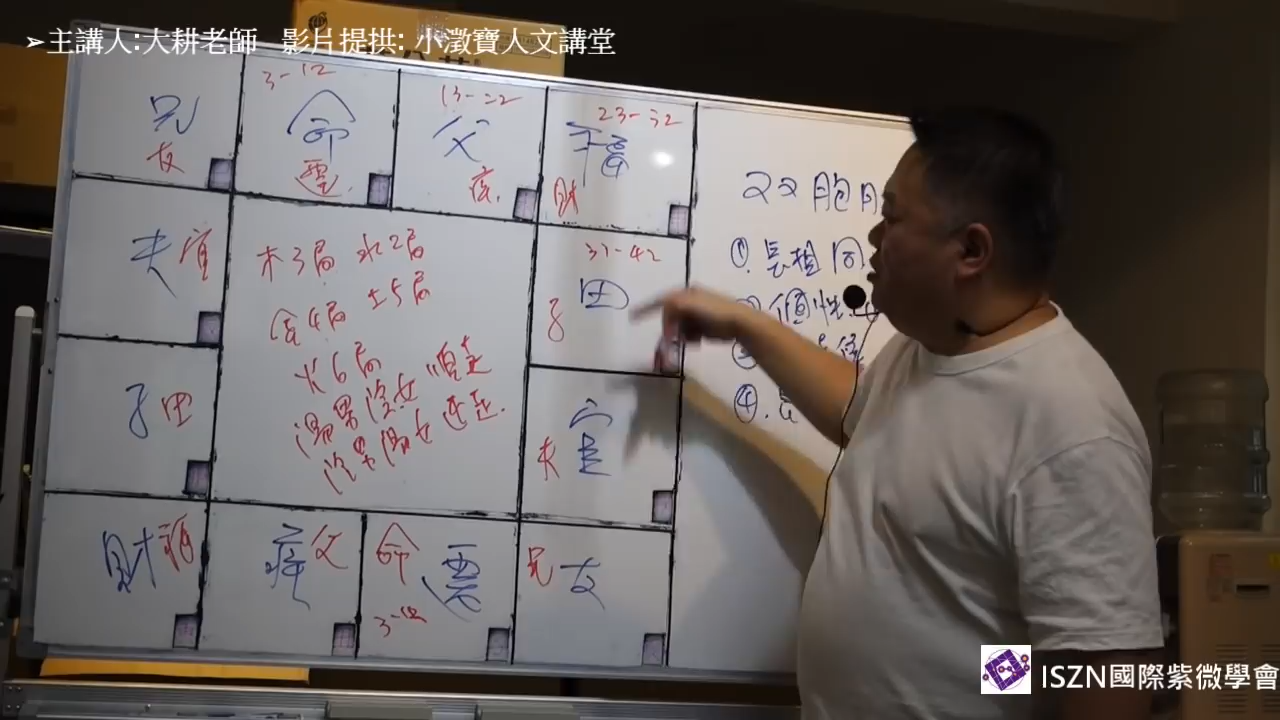 ➢主講人:大耕老師 影片提拱: 小澂寶人文講堂
兄
友
3-12
命
遷
13-22
父
疾
23-32
福
財
夫 官
33-42
田
子
子 田
官
夫
財 福
疾 父
命 遷
3-12
兄 友
木3局 水2局
金4局 土5局
火6局
陽男陰女順走
陰男陽女逆走.
双胞胎
①. 長相同
個性
④.
ISZN國際紫微學會